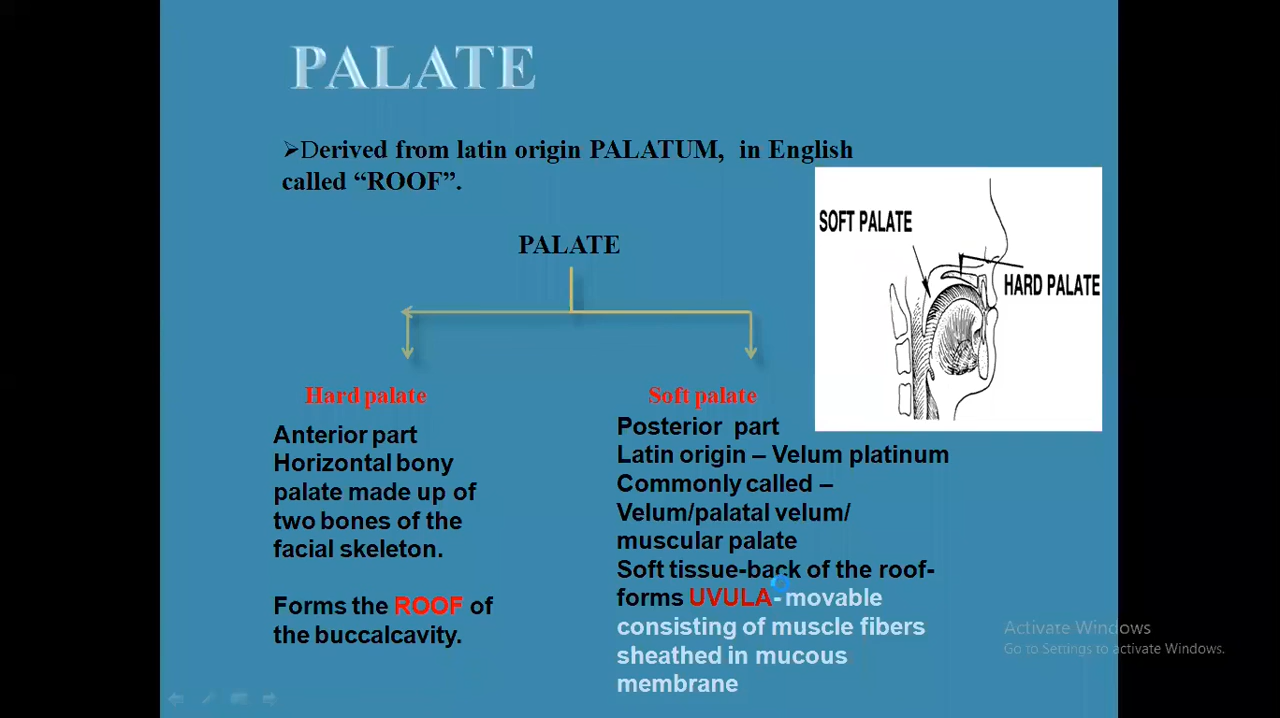 PALATE
➢Derived from latin origin PALATUM, in English
called “ROOF”.
SOFT PALATE
HARD PALATE
PALATE
Hard palate
Anterior part
Horizontal bony
palate made up of
two bones of the
facial skeleton.
Forms the ROOF of
the buccalcavity.
Soft palate
Posterior part
Latin origin – Velum platinum
Commonly called –
Velum/palatal velum/
muscular palate
Soft tissue-back of the roof-
forms UVULA- movable
consisting of muscle fibers
sheathed in mucous
membrane
Activate Windows
Go to Settings to activate Windows.